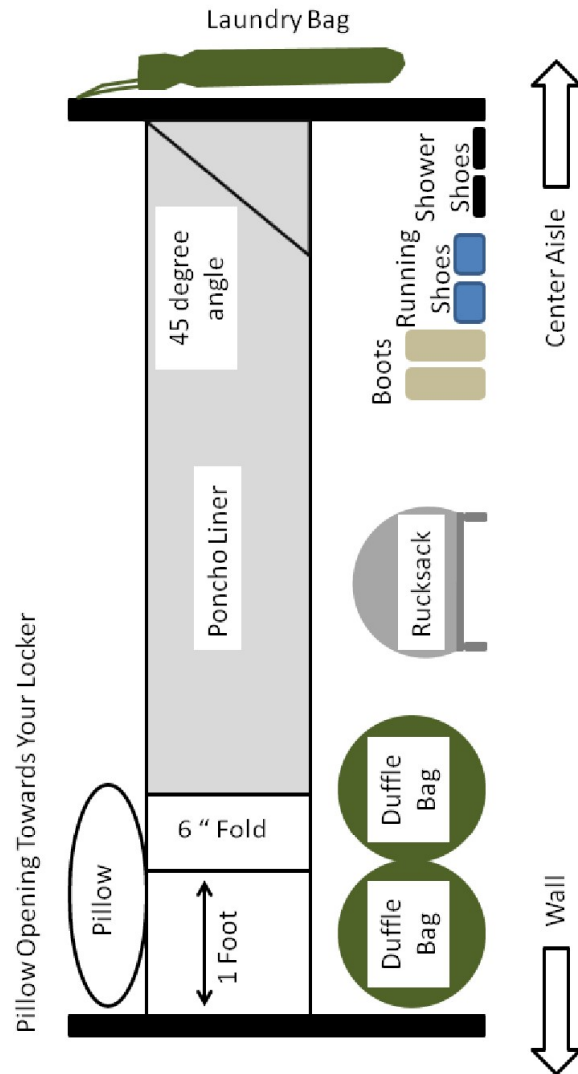 Pillow Opening Towards Your Locker
Laundry Bag
Pillow
6 “ Fold
1 Foot
Poncho Liner
45 degree
angle
Duffle
Bag
Duffle
Bag
Rucksack
Boots
Running
Shoes
Shower
Shoes
Wall
Center Aisle